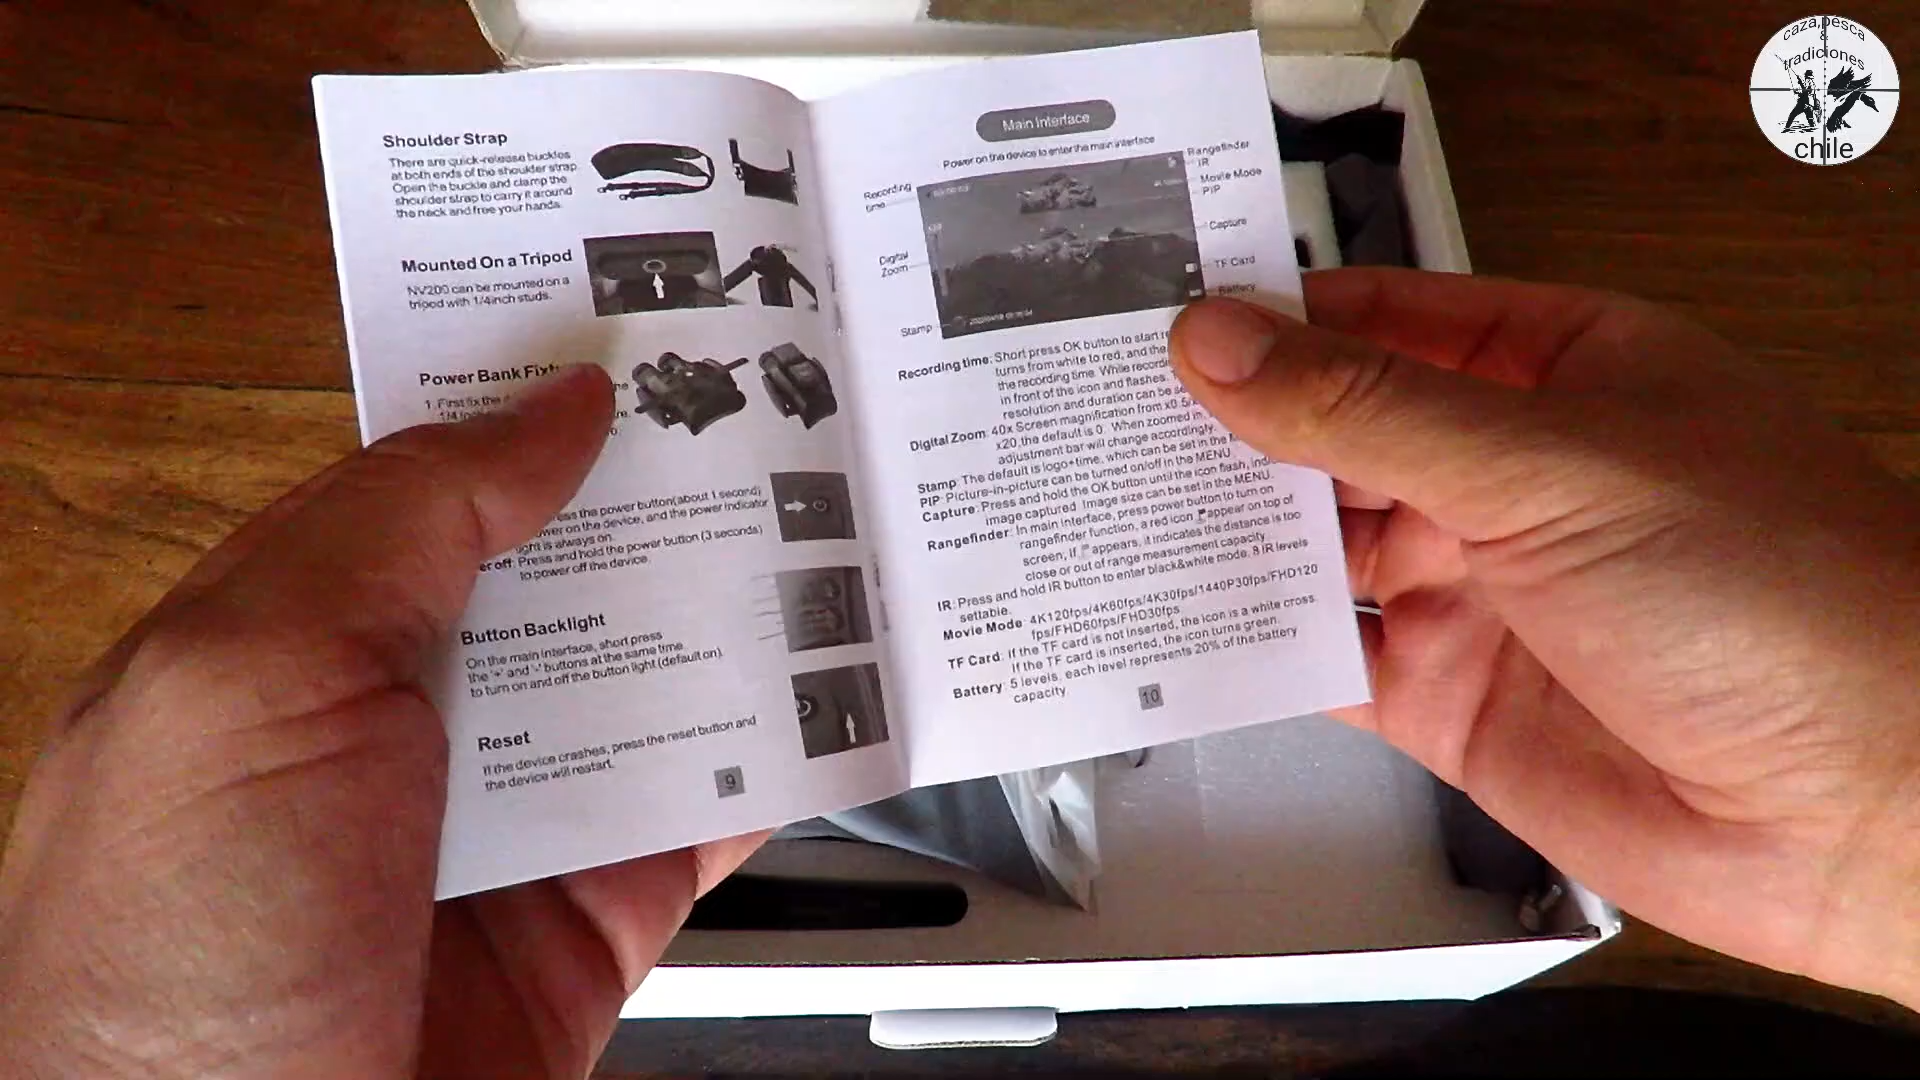 Shoulder Strap
There are quick-release buckles
at both ends of the shoulder strap.
Open the buckle and clamp the
shoulder strap to carry it around
the neck and free your hands.
Mounted On a Tripod
NV200 can be mounted on a
tripod with 1/4inch studs.
Power Bank
1. First fix the
the power button(about 1 second)
on the device, and the power indicator
light is always on.
off: Press and hold the power button (3 seconds)
to power off the device.
Button Backlight
On the main interface, short press
the '+' and '-' buttons at the same time
to turn on and off the button light (default on).
Reset
If the device crashes, press the reset button and
the device will restart.
9
Main Interface
Power on the device to enter the main interface
Recording
time
Digital
Zoom
Stamp
Rangefinder
IR
Movie Mode
PIP
Capture
TF Card
Battery
Recording time: Short press OK button to start
turns from white to red, and the
the recording time. While
in front of the icon and flashes.
resolution and duration can be
Digital Zoom: 40x Screen magnification from
x20,the default is 0. When zoomed in,
adjustment bar will change accordingly.
Stamp: The default is logo+time, which can be set in the
PIP: Picture-in-picture can be turned on/off in the MENU.
Capture: Press and hold the OK button until the icon flash,
image captured. Image size can be set in the MENU.
Rangefinder: In main interface, press power button to turn on
rangefinder function, a red icon appear on top of
screen; if appears, it indicates the distance is too
close or out of range measurement capacity.
IR: Press and hold IR button to enter black&white mode, 8 IR levels
settable.
Movie Mode: 4K120fps/4K60fps/4K30fps/1440P30fps/FHD120
fps/FHD60fps/FHD30fps
TF Card: If the TF card is not inserted, the icon is a white cross.
If the TF card is inserted, the icon turns green.
Battery: 5 levels, each level represents 20% of the battery
capacity
10
caza,pesca
&
tradiciones
chile